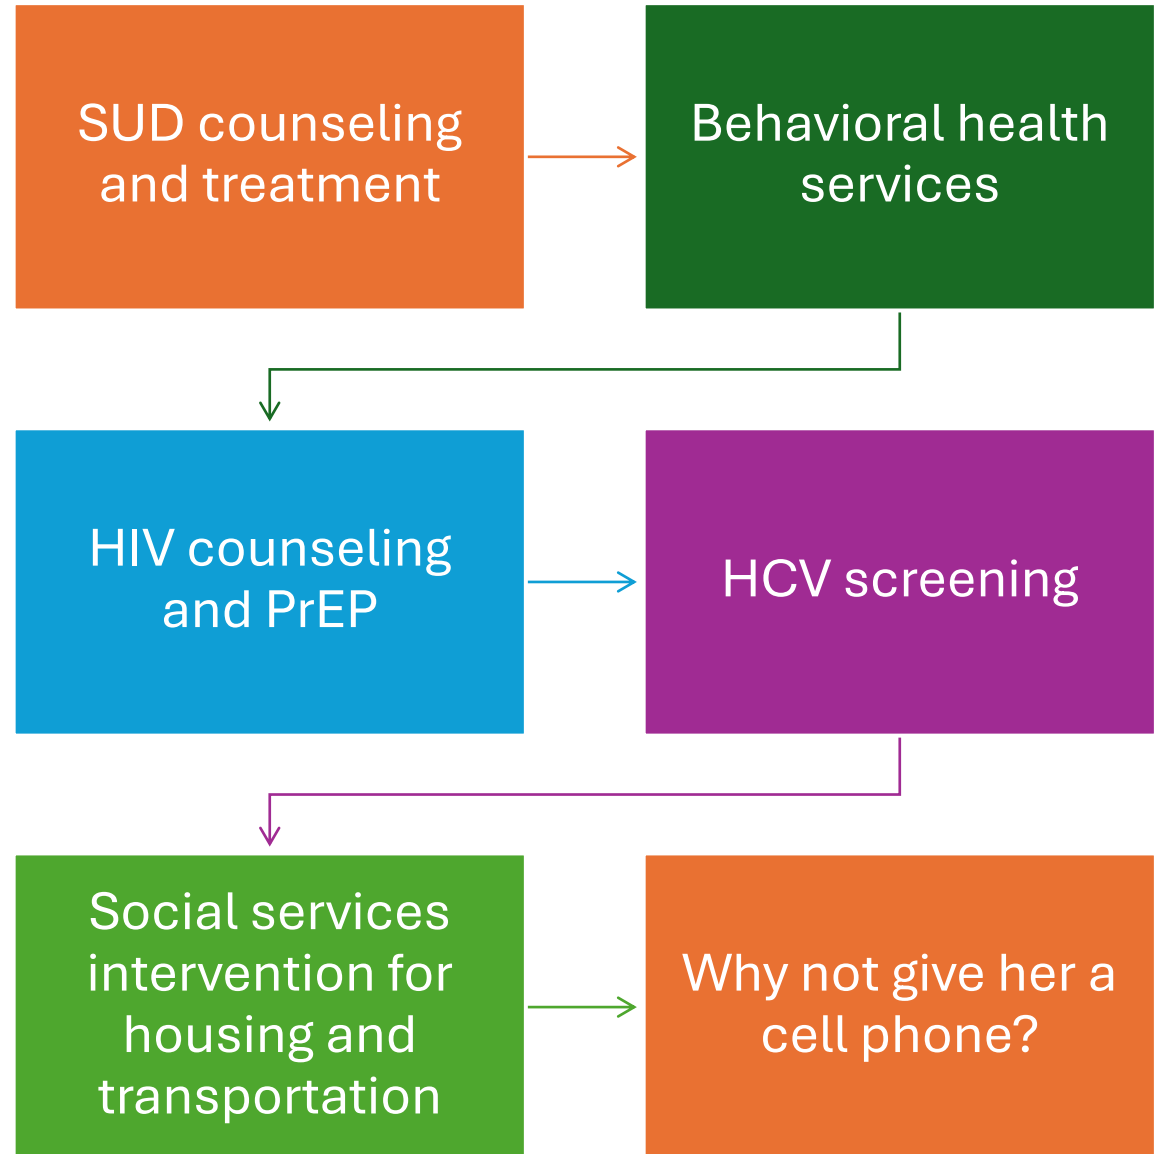 SUD counseling
and treatment
Behavioral health
services
HIV counseling
and PrEP
HCV screening
Social services
intervention for
housing and
transportation
Why not give her a
cell phone?